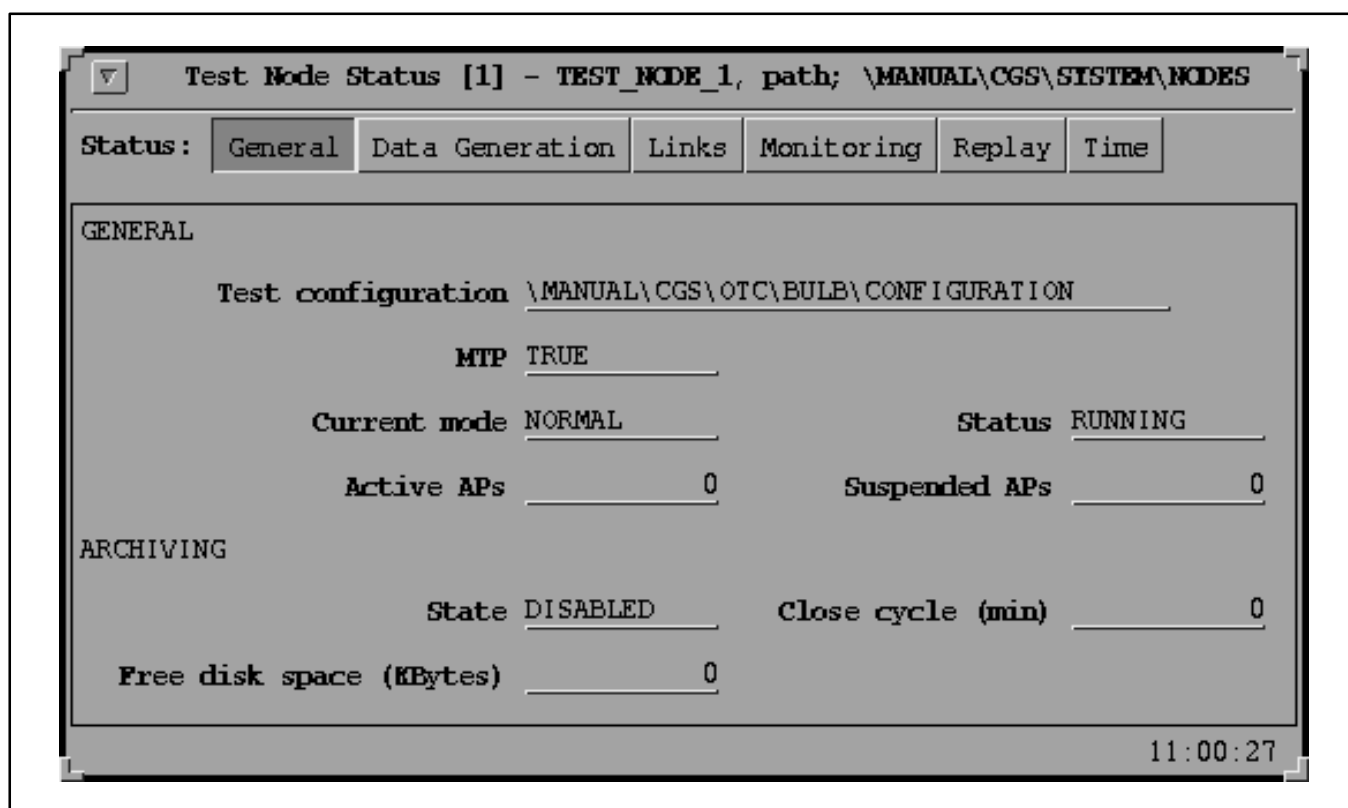 Test Node Status [1] - TEST_NODE_1, path; \MANUAL\CGS\SYSTEM\NODES
Status: General Data Generation Links Monitoring Replay Time
GENERAL
Test configuration \MANUAL\CGS\OTC\BULB\CONFIGURATION
MTP TRUE
Current mode NORMAL Status RUNNING
Active APs 0 Suspended APs 0
ARCHIVING
State DISABLED Close cycle (min) 0
Free disk space (KBytes) 0
11:00:27